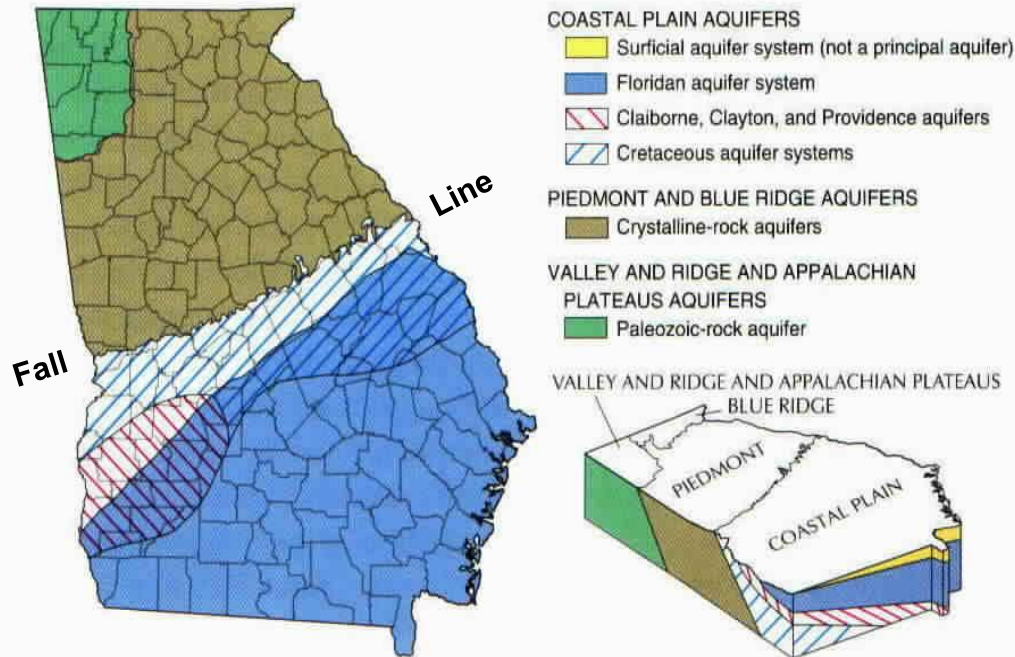 COASTAL PLAIN AQUIFERS
Surficial aquifer system (not a principal aquifer)
Floridan aquifer system
Claiborne, Clayton, and Providence aquifers
Cretaceous aquifer systems
PIEDMONT AND BLUE RIDGE AQUIFERS
Crystalline-rock aquifers
VALLEY AND RIDGE AND APPALACHIAN
PLATEAUS AQUIFERS
Paleozoic-rock aquifer
Fall
Line
VALLEY AND RIDGE AND APPALACHIAN PLATEAUS
BLUE RIDGE
PIEDMONT
COASTAL PLAIN